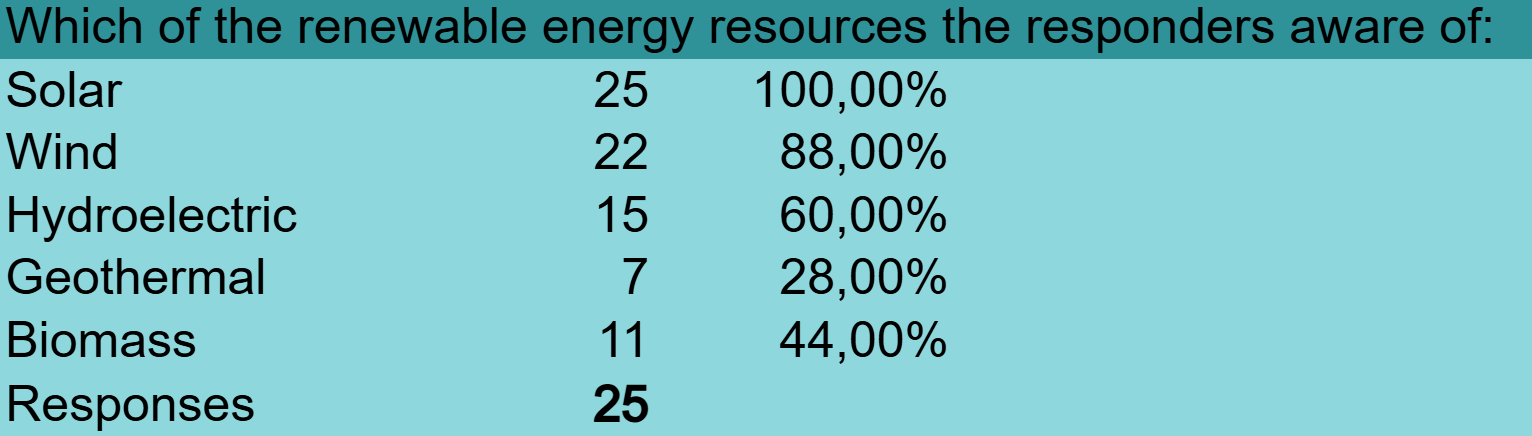 Which of the renewable energy resources the responders aware of:
Solar 25 100,00%
Wind 22 88,00%
Hydroelectric 15 60,00%
Geothermal 7 28,00%
Biomass 11 44,00%
Responses 25